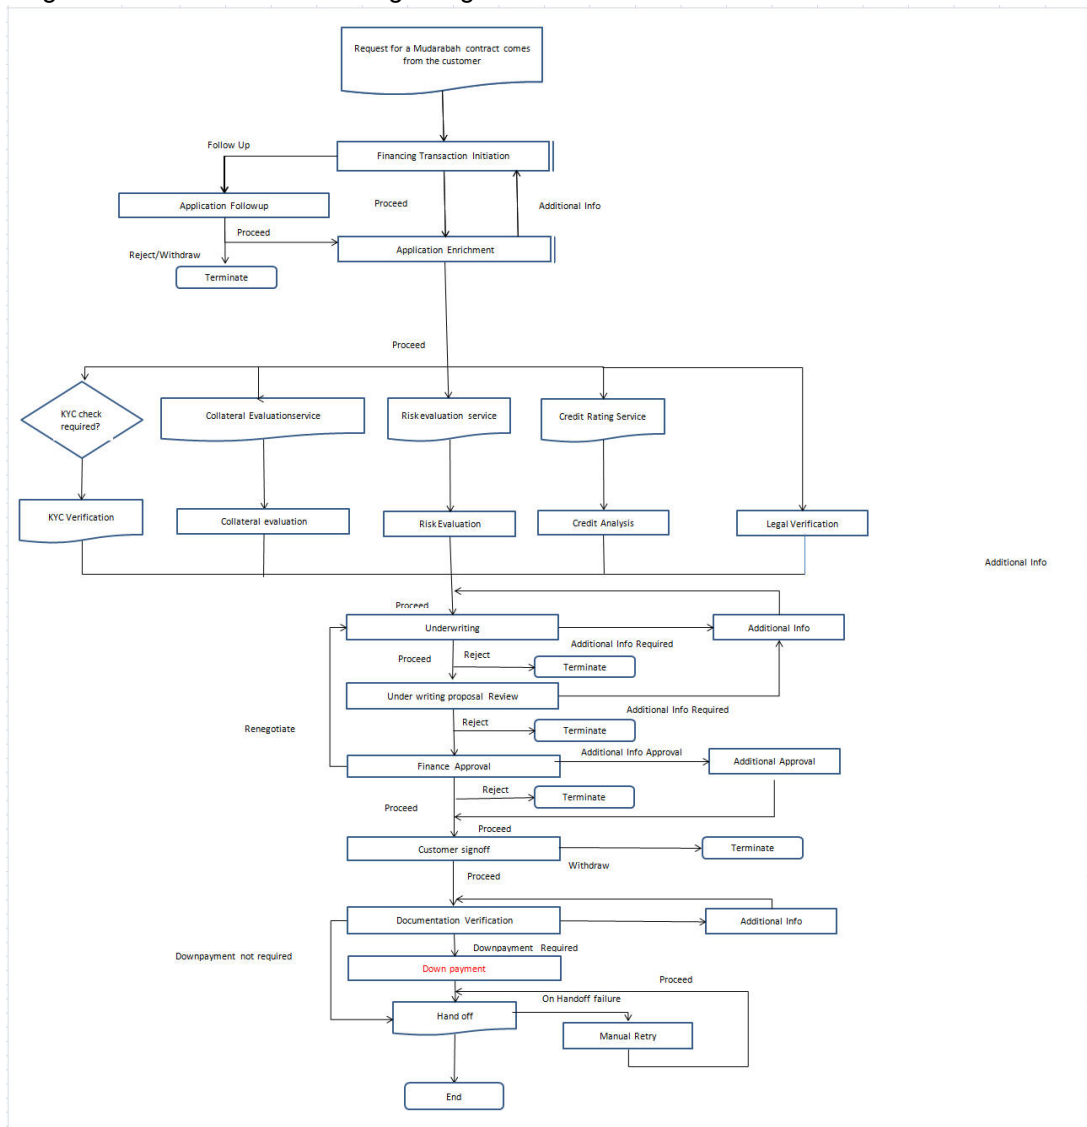 Request for a Mudarabah contract comes
from the customer
Follow Up
Financing Transaction Initiation
Proceed
Additional Info
Application Followup
Proceed
Application Enrichment
Reject/Withdraw
Terminate
Proceed
KYC check
required?
Collateral Evaluationservice
Risk evaluation service
Credit Rating Service
KYC Verification
Collateral evaluation
Risk Evaluation
Credit Analysis
Legal Verification
Additional Info
Proceed
Underwriting
Additional Info
Additional Info Required
Proceed
Reject
Terminate
Under writing proposal Review
Additional Info Required
Renegotiate
Reject
Terminate
Additional Info Approval
Finance Approval
Additional Approval
Reject
Terminate
Proceed
Proceed
Customer signoff
Terminate
Withdraw
Proceed
Documentation Verification
Additional Info
Downpayment not required
Downpayment Required
Down payment
Proceed
On Handoff failure
Hand off
Manual Retry
End